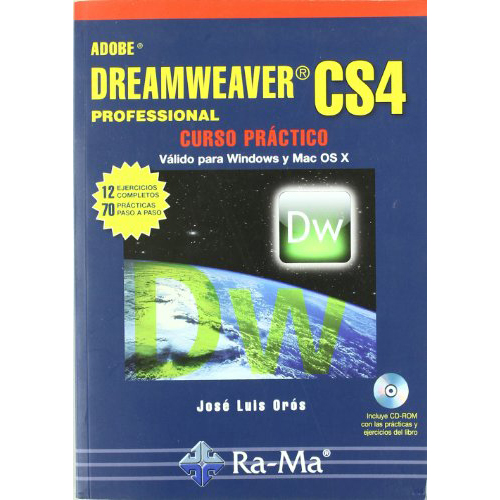 ADOBE®
DREAMWEAVER® CS4
PROFESSIONAL
CURSO PRÁCTICO
Válido para Windows y Mac OS X
12 EJERCICIOS COMPLETOS
70 PRÁCTICAS PASO A PASO
Dw
DW
José Luis Orós
Incluye CD-ROM
con las prácticas y
ejercicios del libro
Ra-Ma®